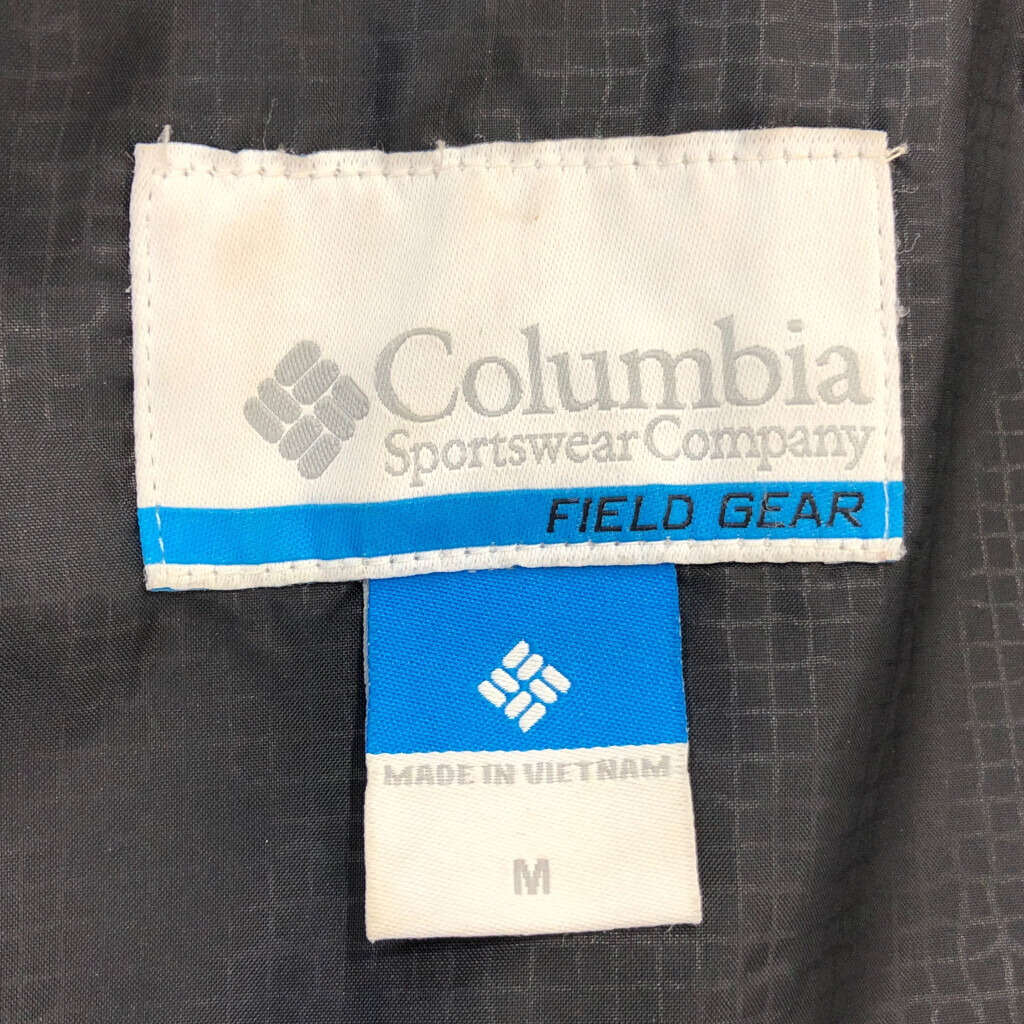 Columbia
Sportswear Company
FIELD GEAR
MADE IN VIETNAM
M